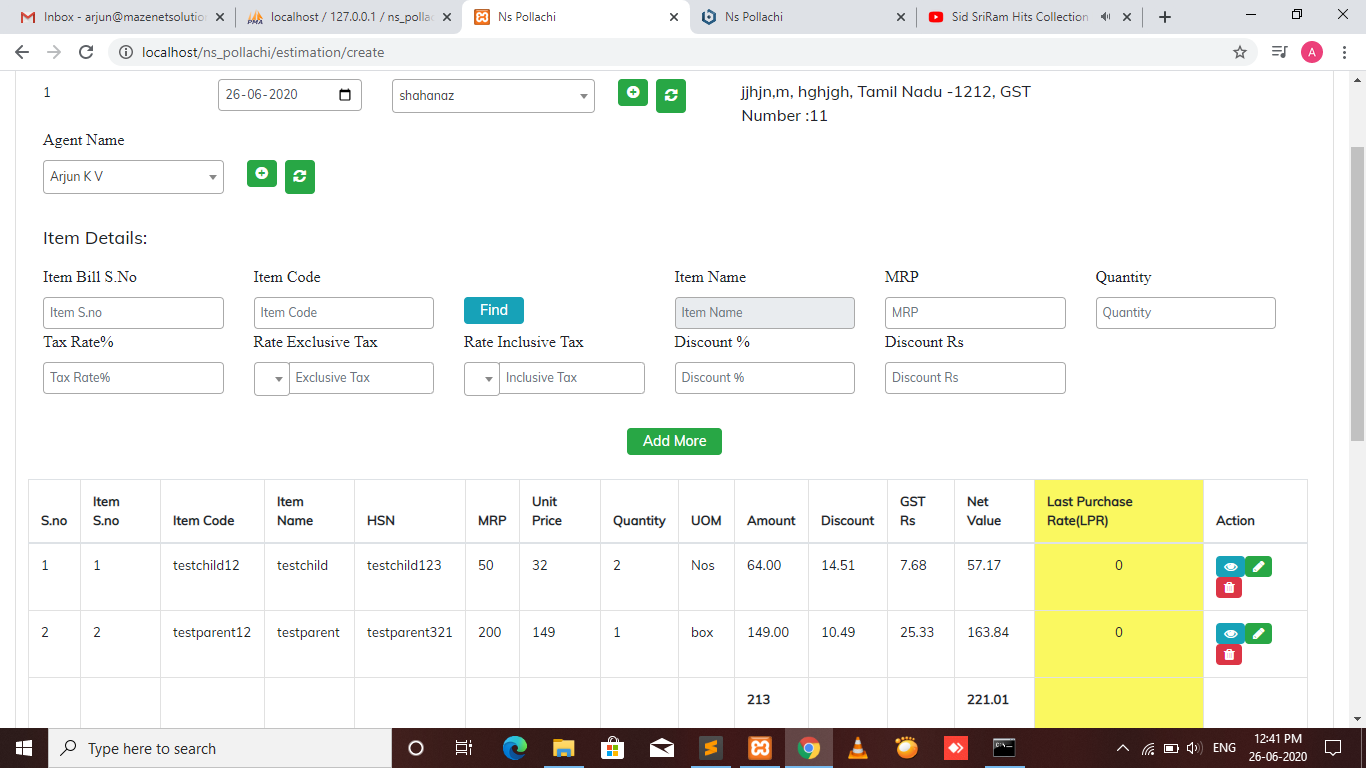 Inbox - arjun@mazenetsolution
localhost / 127.0.0.1 / ns_pollac
Ns Pollachi
Ns Pollachi
Sid SriRam Hits Collection
localhost/ns_pollachi/estimation/create
A
1
26-06-2020
shahanaz
jjhjn,m, hghjgh, Tamil Nadu -1212, GST
Number :11
Agent Name
Arjun K V
Item Details:
Item Bill S.No Item Code Item Name MRP Quantity
Item S.no Item Code Find Item Name MRP Quantity
Tax Rate% Rate Exclusive Tax Rate Inclusive Tax Discount % Discount Rs
Tax Rate% Exclusive Tax Inclusive Tax Discount % Discount Rs
Add More
S.no Item S.no Item Code Item Name HSN MRP Unit Price Quantity UOM Amount Discount GST Rs Net Value Last Purchase Rate(LPR) Action
1 1 testchild12 testchild testchild123 50 32 2 Nos 64.00 14.51 7.68 57.17 0
2 2 testparent12 testparent testparent321 200 149 1 box 149.00 10.49 25.33 163.84 0
213 221.01
Type here to search
ENG
12:41 PM
26-06-2020